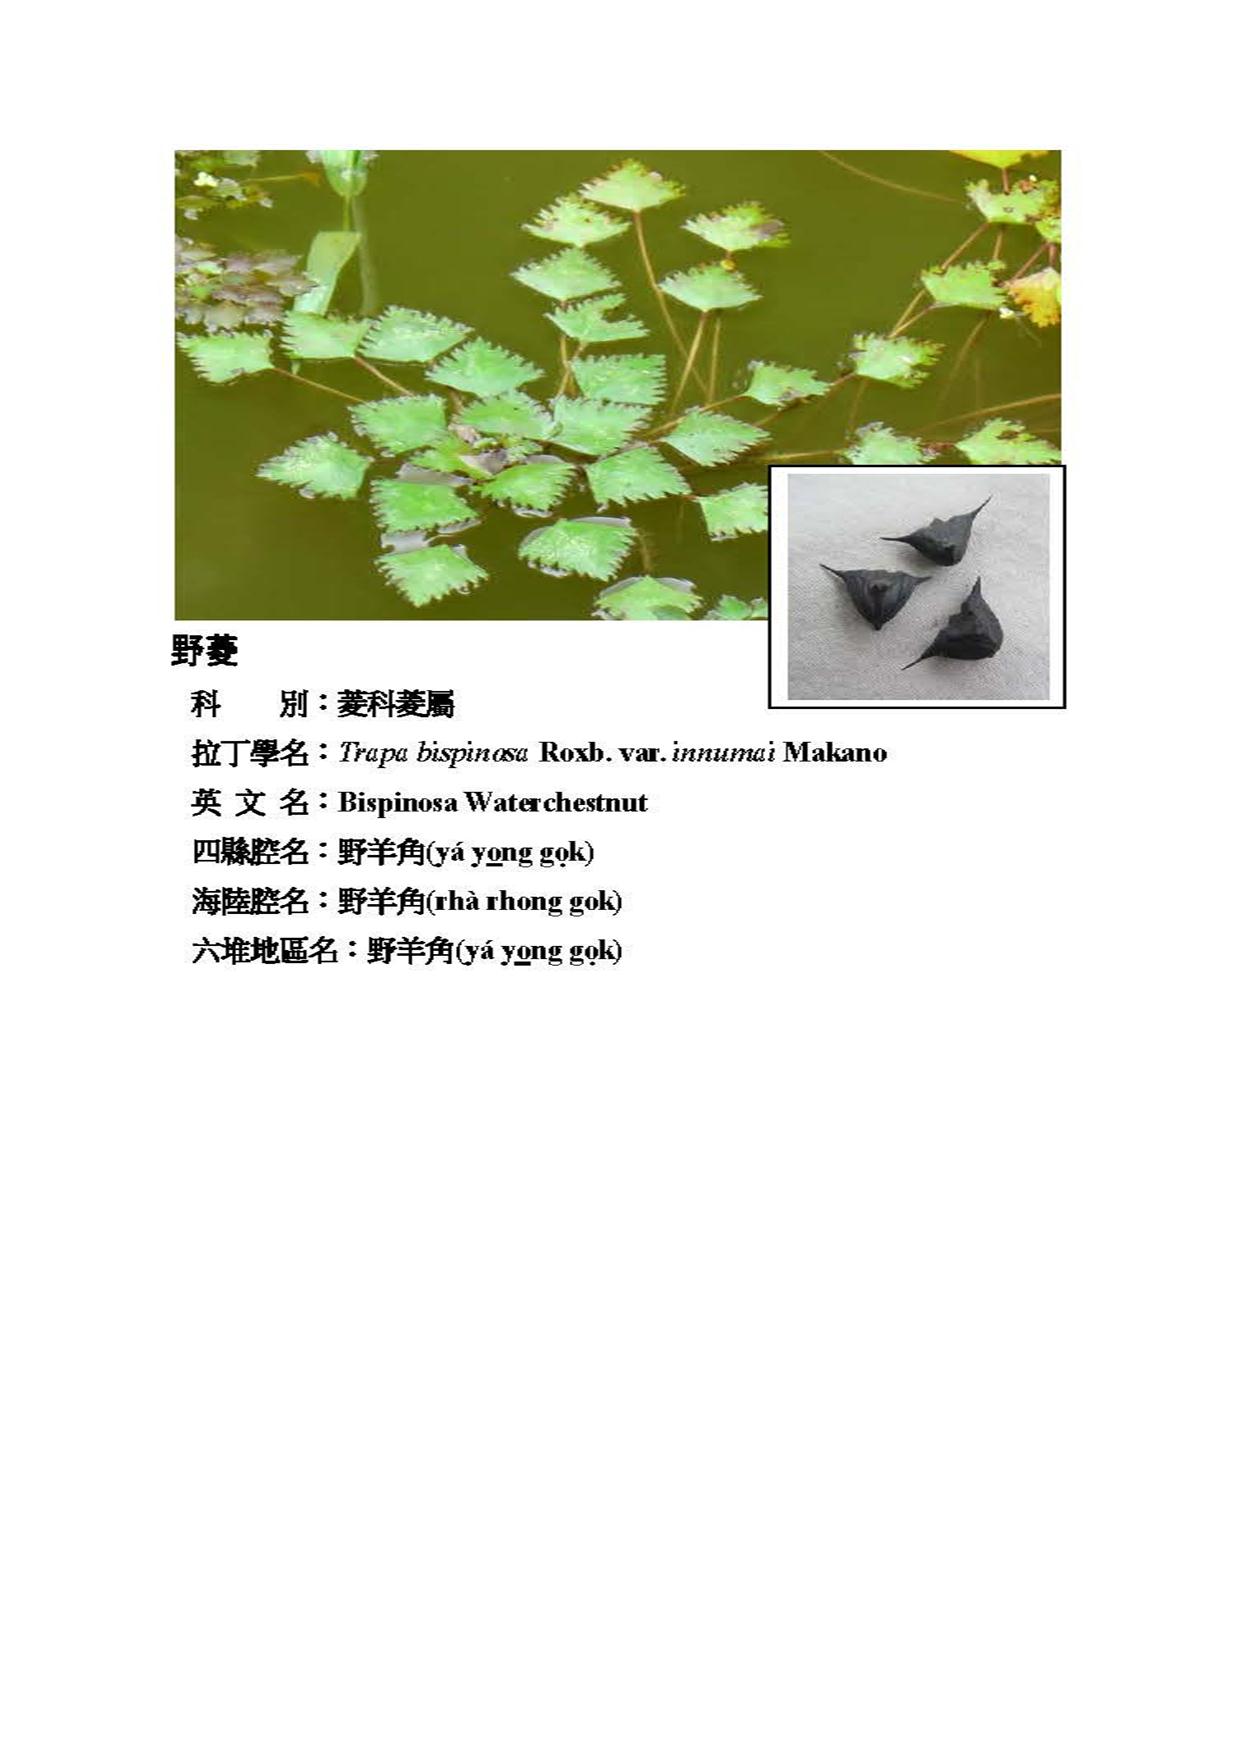 野菱
科　　別：菱科菱屬
拉丁學名：Trapa bispinosa Roxb. var. innumai Makano
英 文 名：Bispinosa Waterchestnut
四縣腔名：野羊角(yá yo̲ng gọk)
海陸腔名：野羊角(rhà rhong gok)
六堆地區名：野羊角(yá yo̲ng gọk)